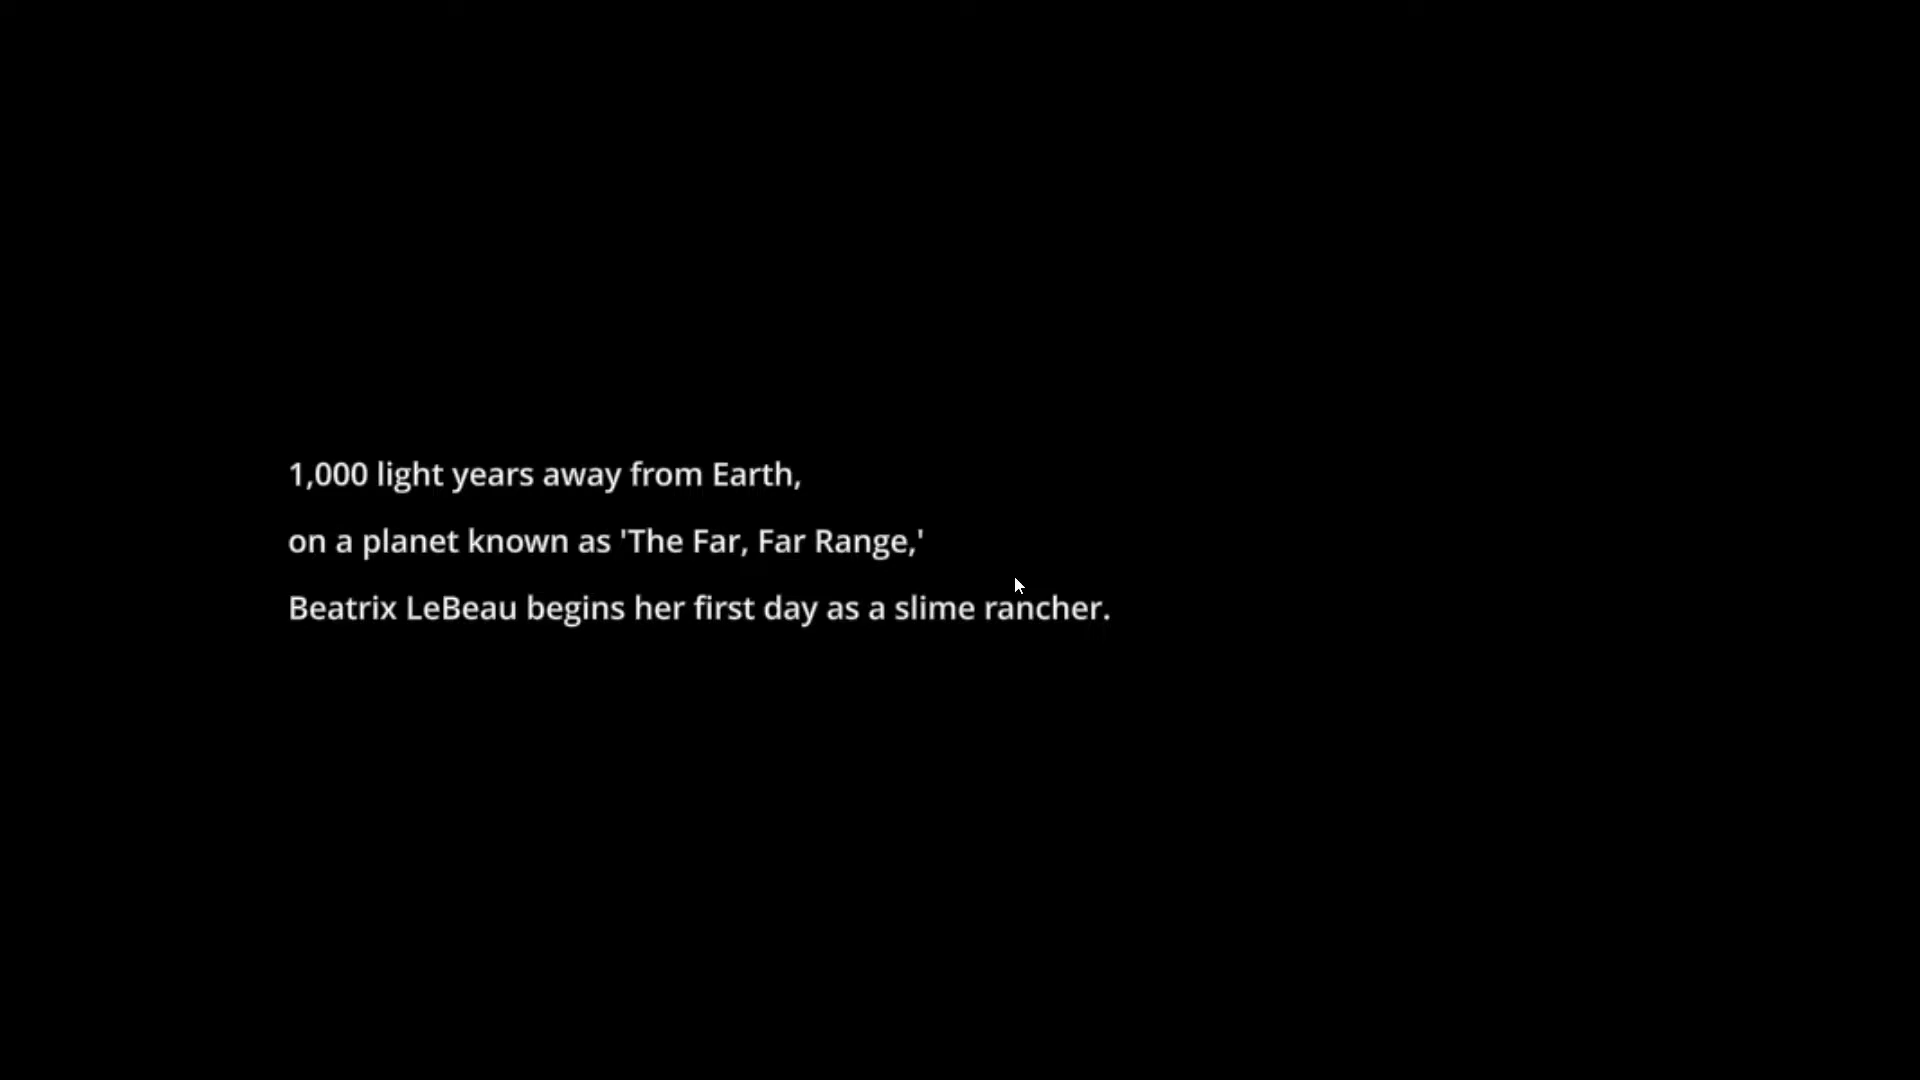 1,000 light years away from Earth,
on a planet known as 'The Far, Far Range,'
Beatrix LeBeau begins her first day as a slime rancher.